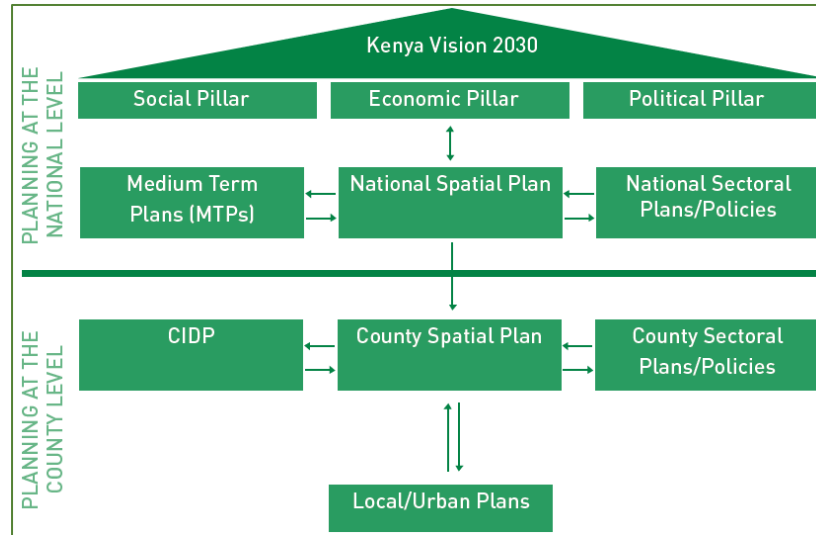 Kenya Vision 2030
Social Pillar
Economic Pillar
Political Pillar
PLANNING AT THE
NATIONAL LEVEL
Medium Term
Plans (MTPs)
National Spatial Plan
National Sectoral
Plans/Policies
PLANNING AT THE
COUNTY LEVEL
CIDP
County Spatial Plan
County Sectoral
Plans/Policies
Local/Urban Plans